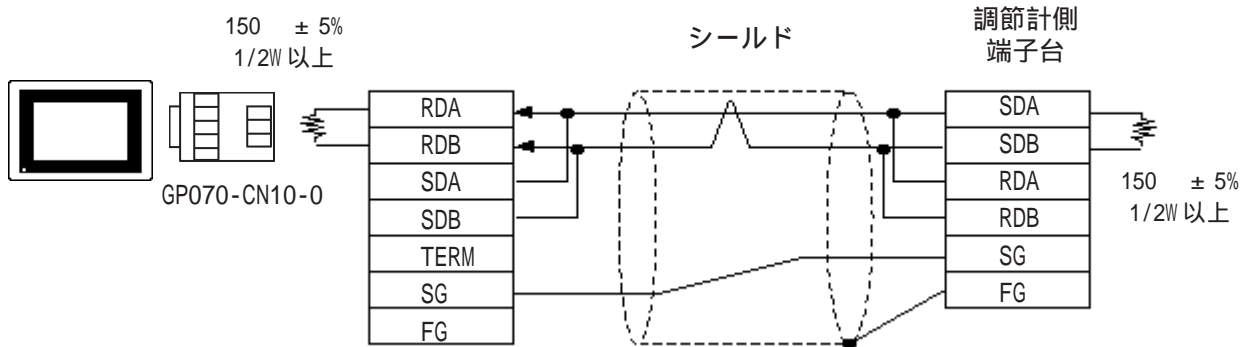 150 ± 5%
1/2W 以上
GP070-CN10-0
RDA
RDB
SDA
SDB
TERM
SG
FG
シールド
調節計側
端子台
SDA
SDB
RDA
RDB
SG
FG
150 ± 5%
1/2W 以上